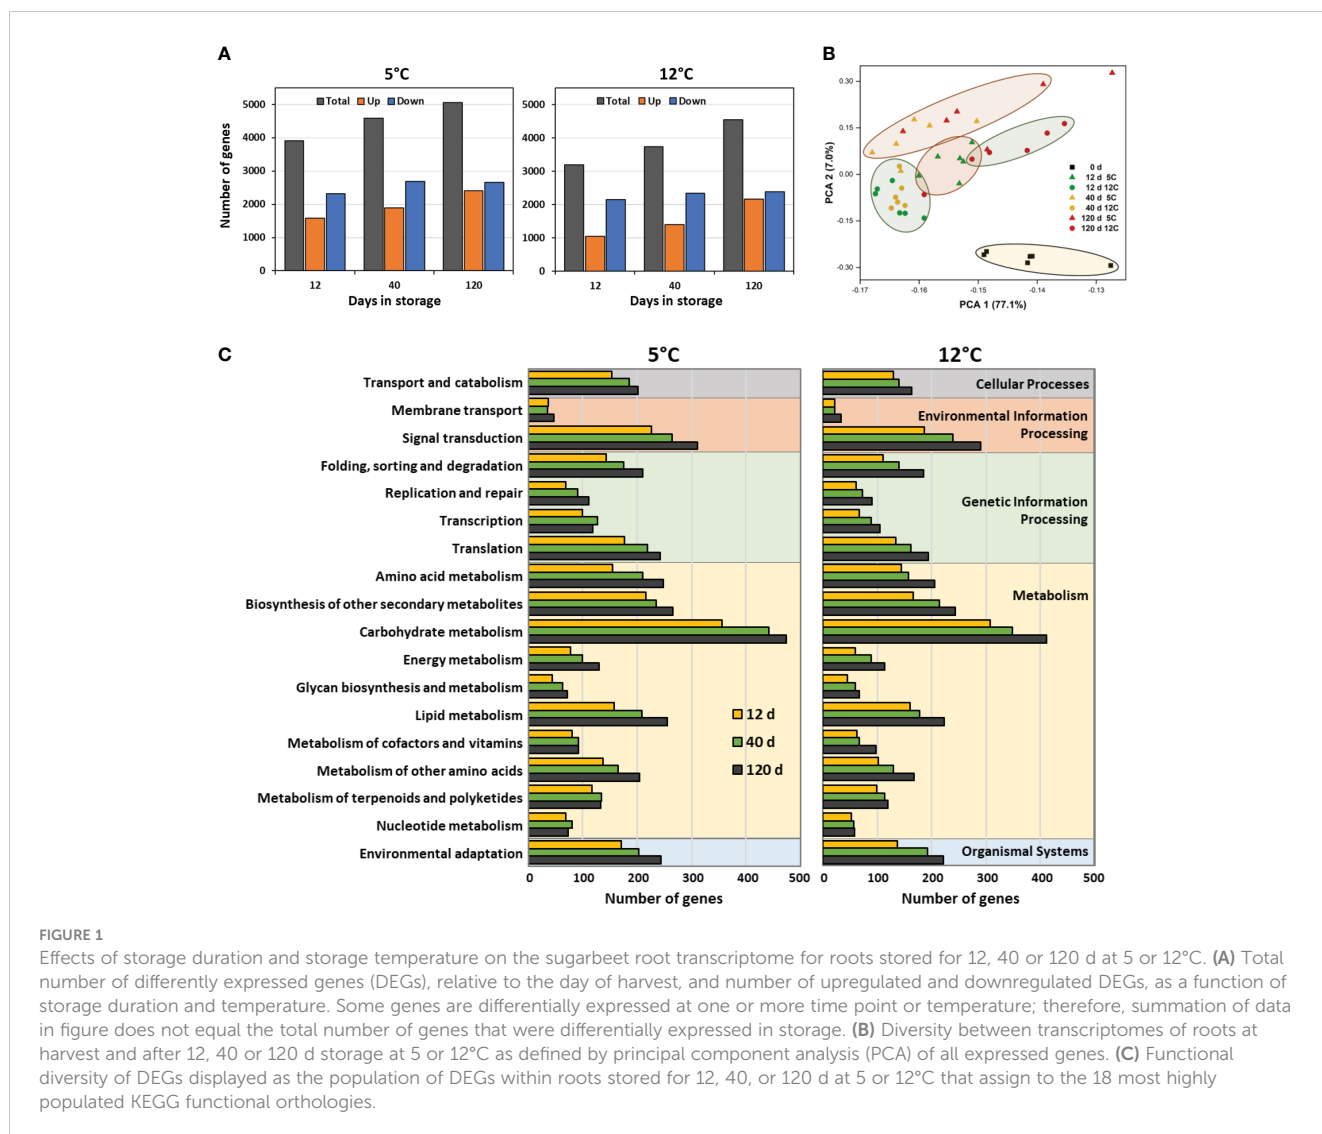 A
B
5°C
12°C
Number of genes
5000
4000
3000
2000
1000
0
Total Up Down
12 40 120
5000
4000
3000
2000
1000
0
Total Up Down
12 40 120
Days in storage
Days in storage
PCA 2 (7.0%)
0.30
0.15
0.00
-0.15
-0.30
0 d
12 d 5C
12 d 12C
40 d 5C
40 d 12C
120 d 5C
120 d 12C
-0.17 -0.16 -0.15 -0.14 -0.13
PCA 1 (77.1%)
C
5°C
12°C
Transport and catabolism
Membrane transport
Signal transduction
Folding, sorting and degradation
Replication and repair
Transcription
Translation
Amino acid metabolism
Biosynthesis of other secondary metabolites
Carbohydrate metabolism
Energy metabolism
Glycan biosynthesis and metabolism
Lipid metabolism
Metabolism of cofactors and vitamins
Metabolism of other amino acids
Metabolism of terpenoids and polyketides
Nucleotide metabolism
Environmental adaptation
12 d
40 d
120 d
Cellular Processes
Environmental Information
Processing
Genetic Information
Processing
Metabolism
Organismal Systems
0 100 200 300 400 500
0 100 200 300 400 500
Number of genes
Number of genes
FIGURE 1
Effects of storage duration and storage temperature on the sugarbeet root transcriptome for roots stored for 12, 40 or 120 d at 5 or 12°C. (A) Total
number of differently expressed genes (DEGs), relative to the day of harvest, and number of upregulated and downregulated DEGs, as a function of
storage duration and temperature. Some genes are differentially expressed at one or more time point or temperature; therefore, summation of data
in figure does not equal the total number of genes that were differentially expressed in storage. (B) Diversity between transcriptomes of roots at
harvest and after 12, 40 or 120 d storage at 5 or 12°C as defined by principal component analysis (PCA) of all expressed genes. (C) Functional
diversity of DEGs displayed as the population of DEGs within roots stored for 12, 40, or 120 d at 5 or 12°C that assign to the 18 most highly
populated KEGG functional orthologies.